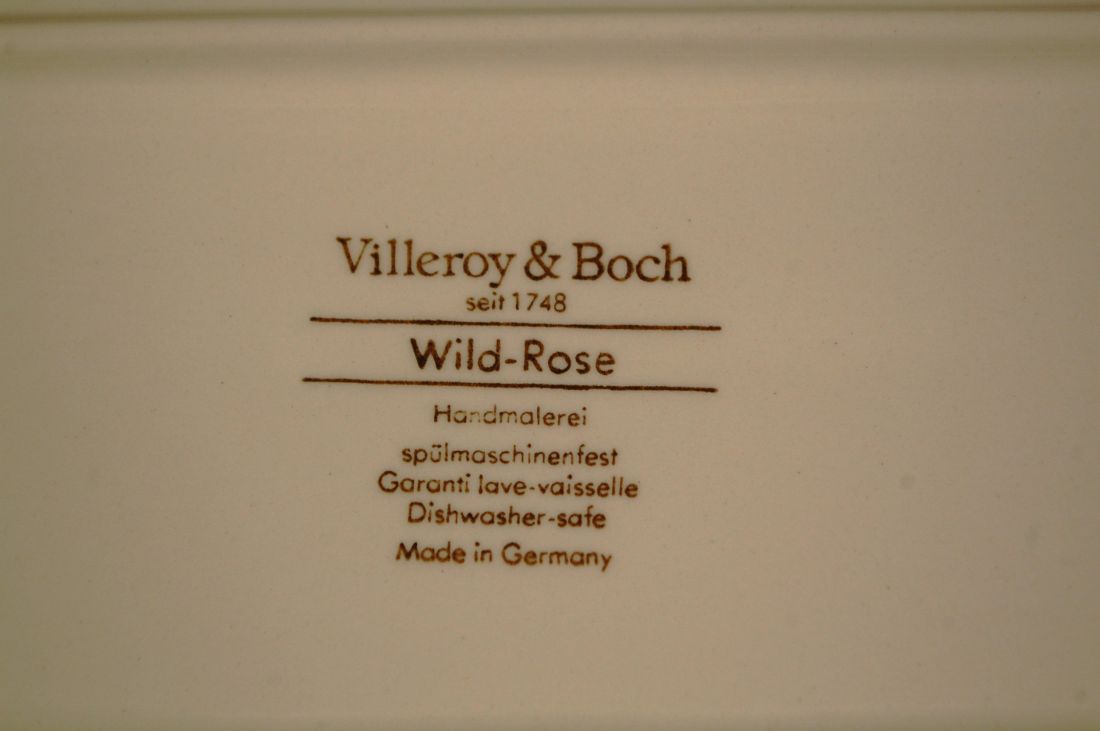 Villeroy & Boch
seit 1748
Wild-Rose
Handmalerei
spülmaschinenfest
Garanti lave-vaisselle
Dishwasher-safe
Made in Germany